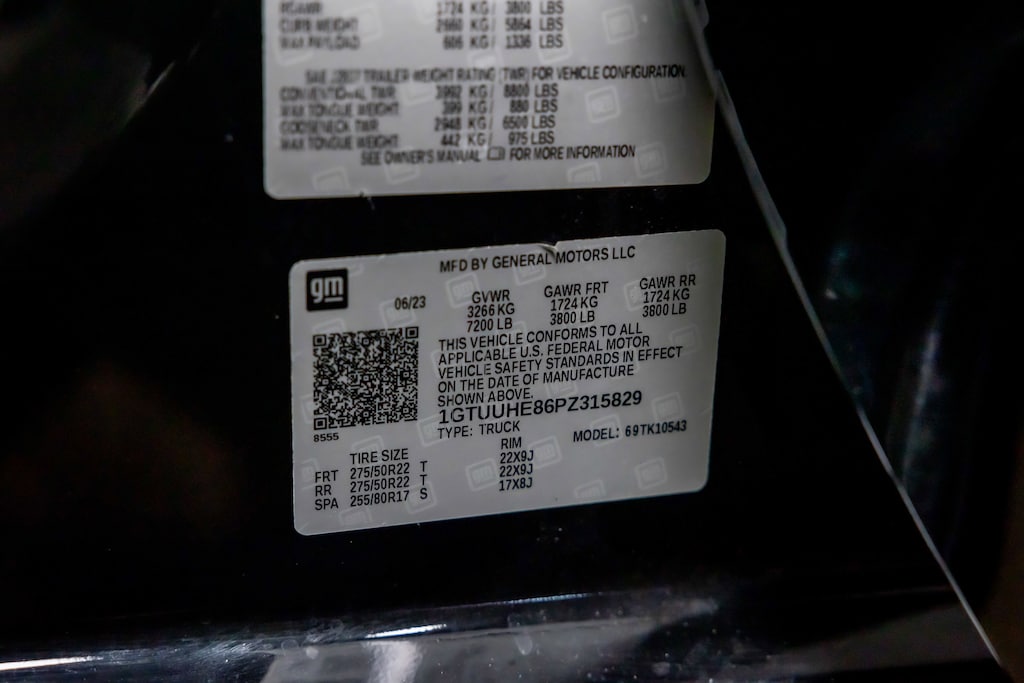 1724 KG/ 3800 LBS
CURB WEIGHT 2660 KG/ 5864 LBS
MAX PAYLOAD 606 KG/ 1336 LBS
SAE J2807 TRAILER WEIGHT RATING (TWR) FOR VEHICLE CONFIGURATION.
CONVENTIONAL TWR 3992 KG/ 8800 LBS
MAX TONGUE WEIGHT 399 KG/ 880 LBS
GOOSENECK TWR 2948 KG/ 6500 LBS
MAX TONGUE WEIGHT 442 KG/ 975 LBS
SEE OWNER'S MANUAL FOR MORE INFORMATION
MFD BY GENERAL MOTORS LLC
gm
06/23
GVWR GAWR FRT GAWR RR
3266 KG 1724 KG 1724 KG
7200 LB 3800 LB 3800 LB
THIS VEHICLE CONFORMS TO ALL
APPLICABLE U.S. FEDERAL MOTOR
VEHICLE SAFETY STANDARDS IN EFFECT
ON THE DATE OF MANUFACTURE
SHOWN ABOVE.
1GTUUHE86PZ315829
TYPE: TRUCK MODEL: 69TK10543
8555
TIRE SIZE RIM
FRT 275/50R22 T 22X9J
RR 275/50R22 T 22X9J
SPA 255/80R17 S 17X8J